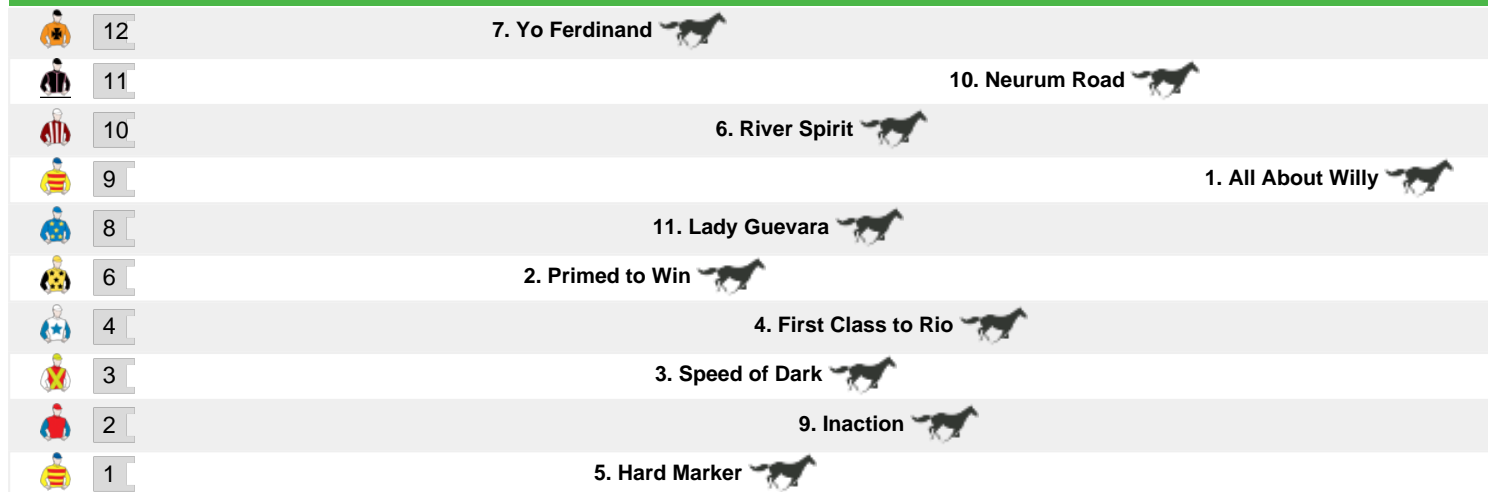 12 7. Yo Ferdinand
11 10. Neurum Road
10 6. River Spirit
9 1. All About Willy
8 11. Lady Guevara
6 2. Primed to Win
4 4. First Class to Rio
3 3. Speed of Dark
2 9. Inaction
1 5. Hard Marker